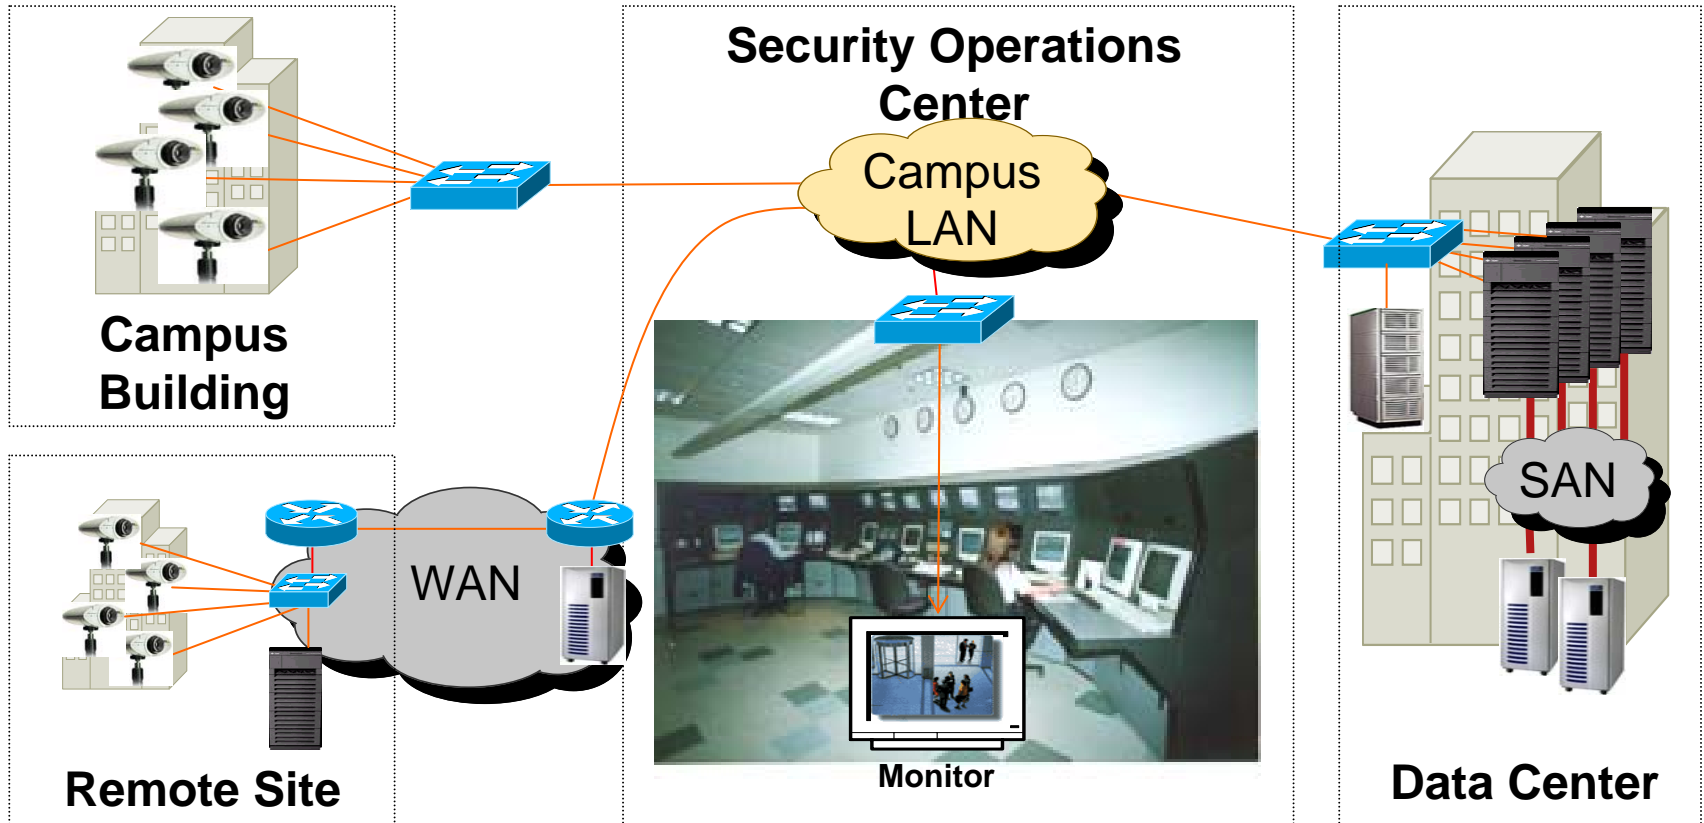 Security Operations
Center
Campus
LAN
Campus
Building
WAN
SAN
Monitor
Remote Site
Data Center